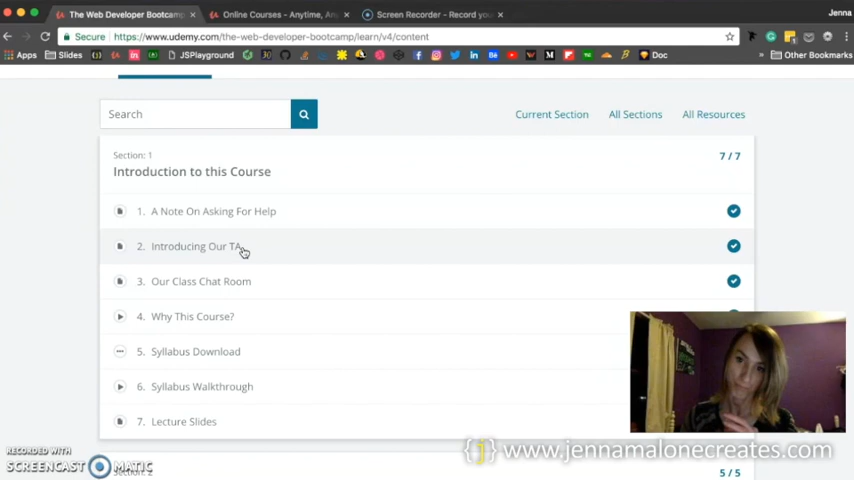 The Web Developer Bootcamp
Online Courses - Anytime, An
Screen Recorder - Record you
Jenna
Secure
https://www.udemy.com/the-web-developer-bootcamp/learn/v4/content
Apps
Slides
JSPlayground
Doc
» Other Bookmarks
Search
Current Section
All Sections
All Resources
Section: 1
7 / 7
Introduction to this Course
1. A Note On Asking For Help
2. Introducing Our TA
3. Our Class Chat Room
4. Why This Course?
5. Syllabus Download
6. Syllabus Walkthrough
7. Lecture Slides
RECORDED WITH
SCREENCAST MATIC
{j} www.jennamalonecreates.com
Section: 2
5 / 5